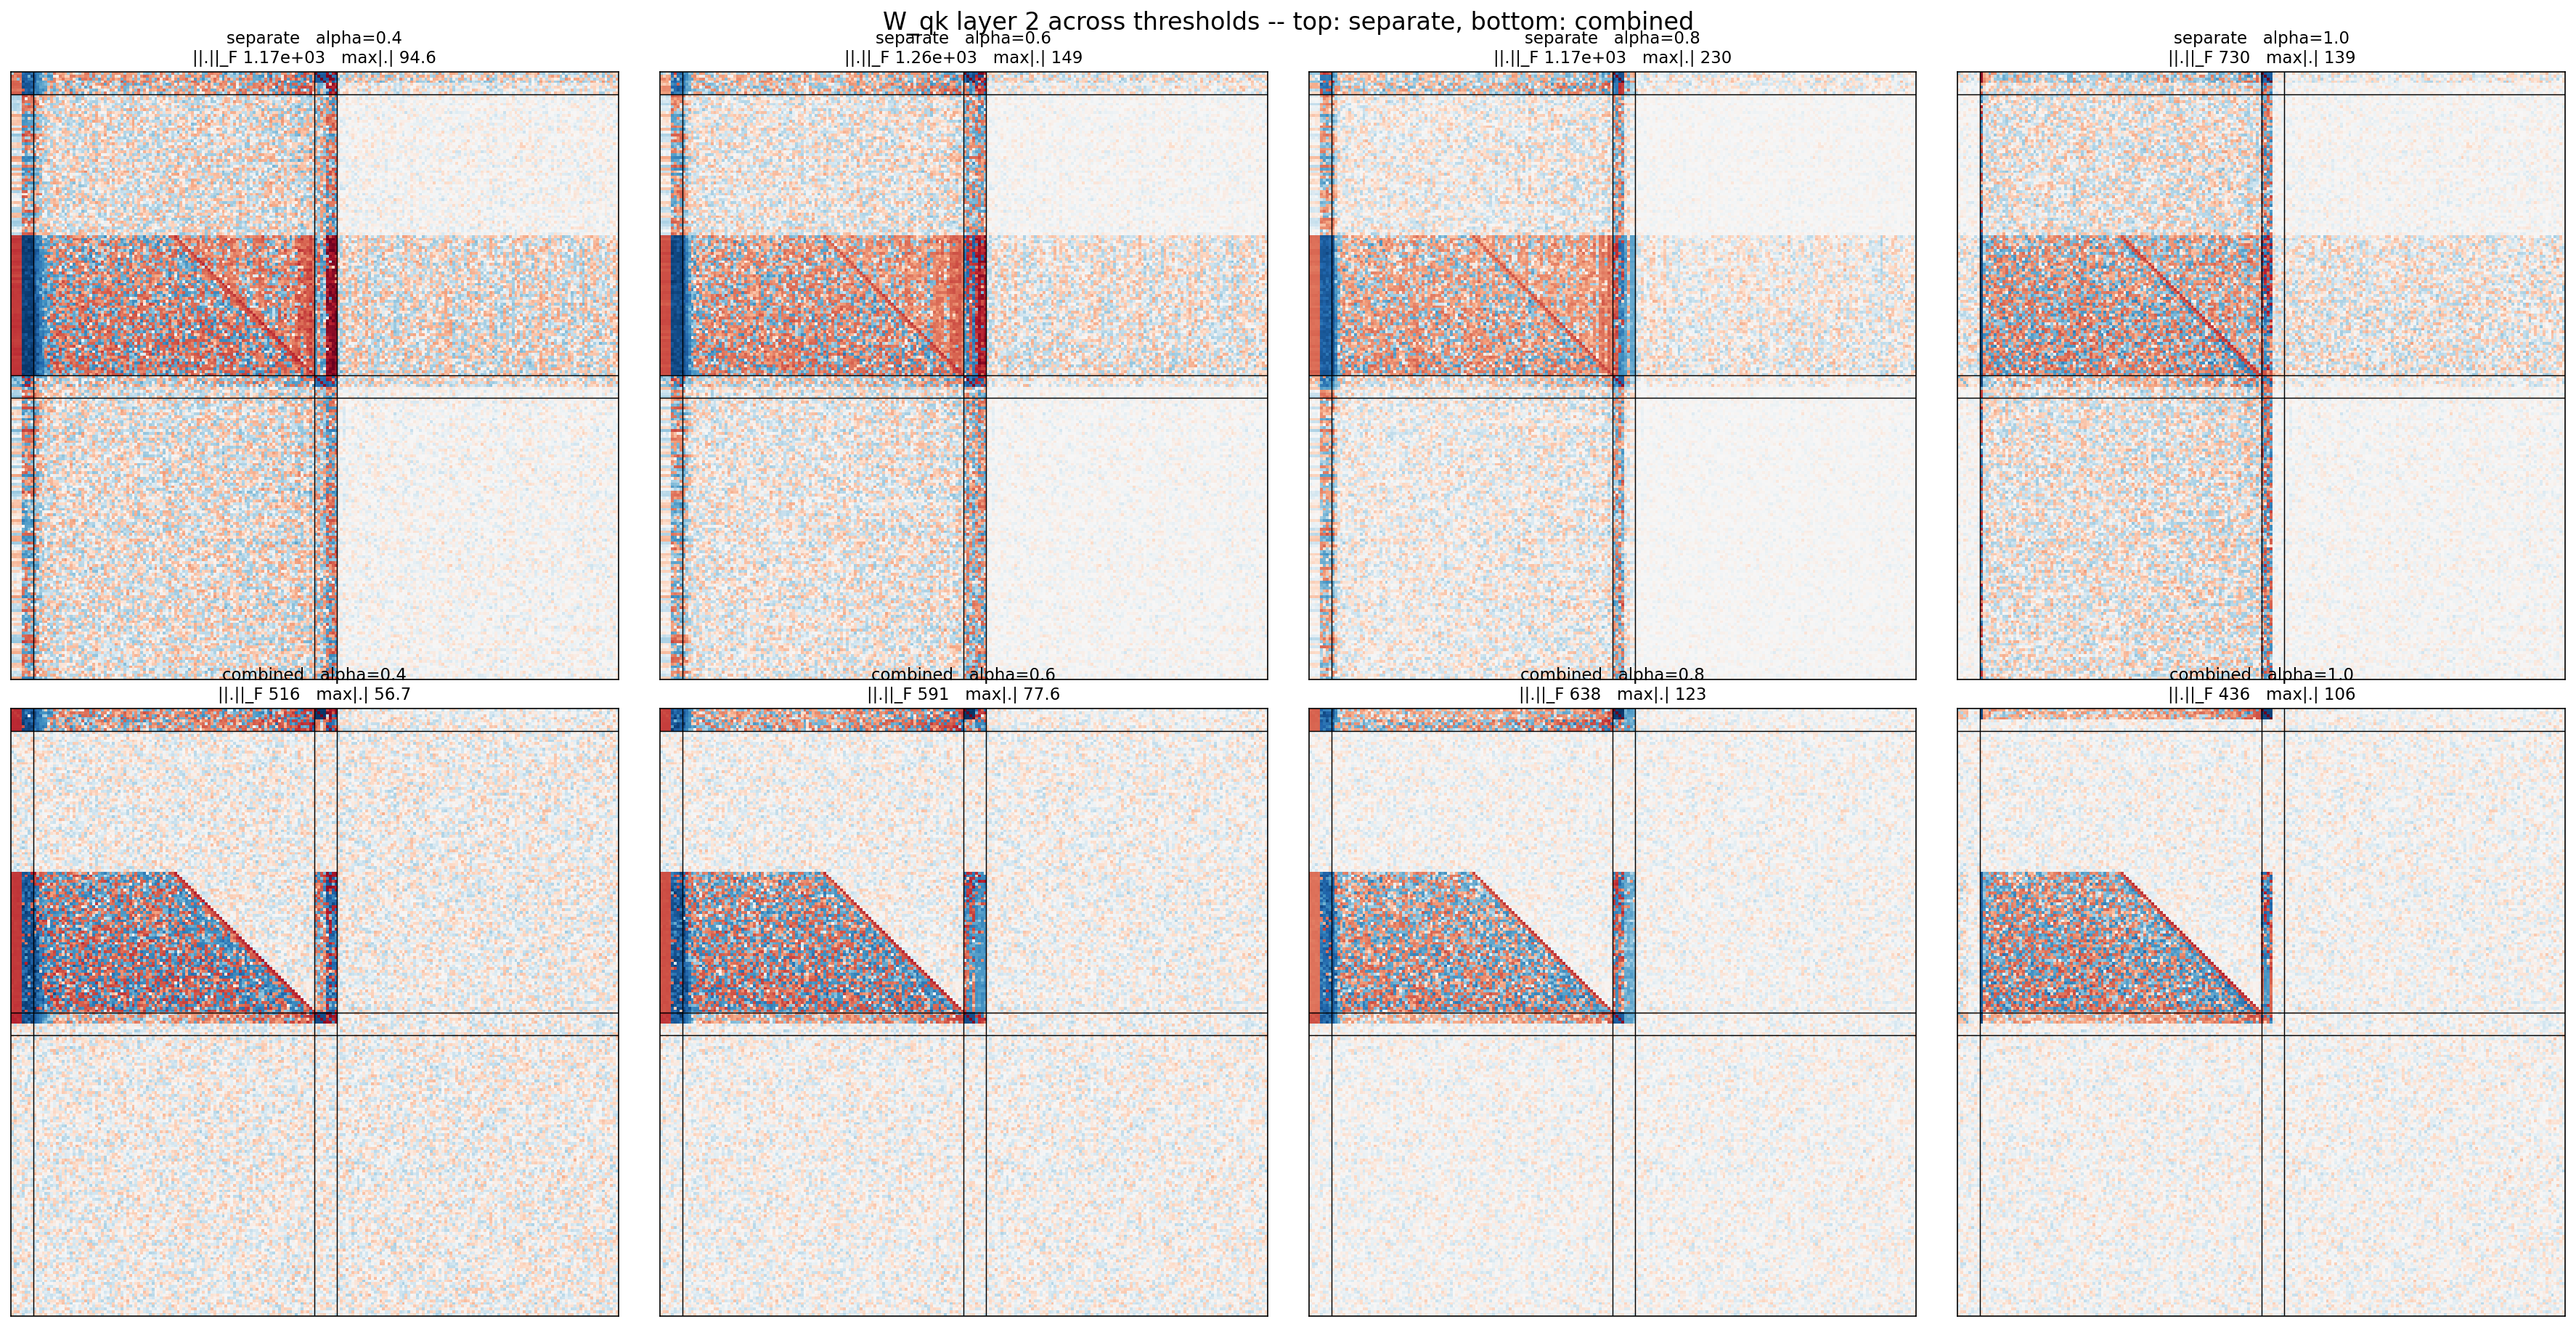 W_qk layer 2 across thresholds -- top: separate, bottom: combined
separate   alpha=0.4
||.||_F 1.17e+03   max|.| 94.6
separate   alpha=0.6
||.||_F 1.26e+03   max|.| 149
separate   alpha=0.8
||.||_F 1.17e+03   max|.| 230
separate   alpha=1.0
||.||_F 730   max|.| 139
combined   alpha=0.4
||.||_F 516   max|.| 56.7
combined   alpha=0.6
||.||_F 591   max|.| 77.6
combined   alpha=0.8
||.||_F 638   max|.| 123
combined   alpha=1.0
||.||_F 436   max|.| 106